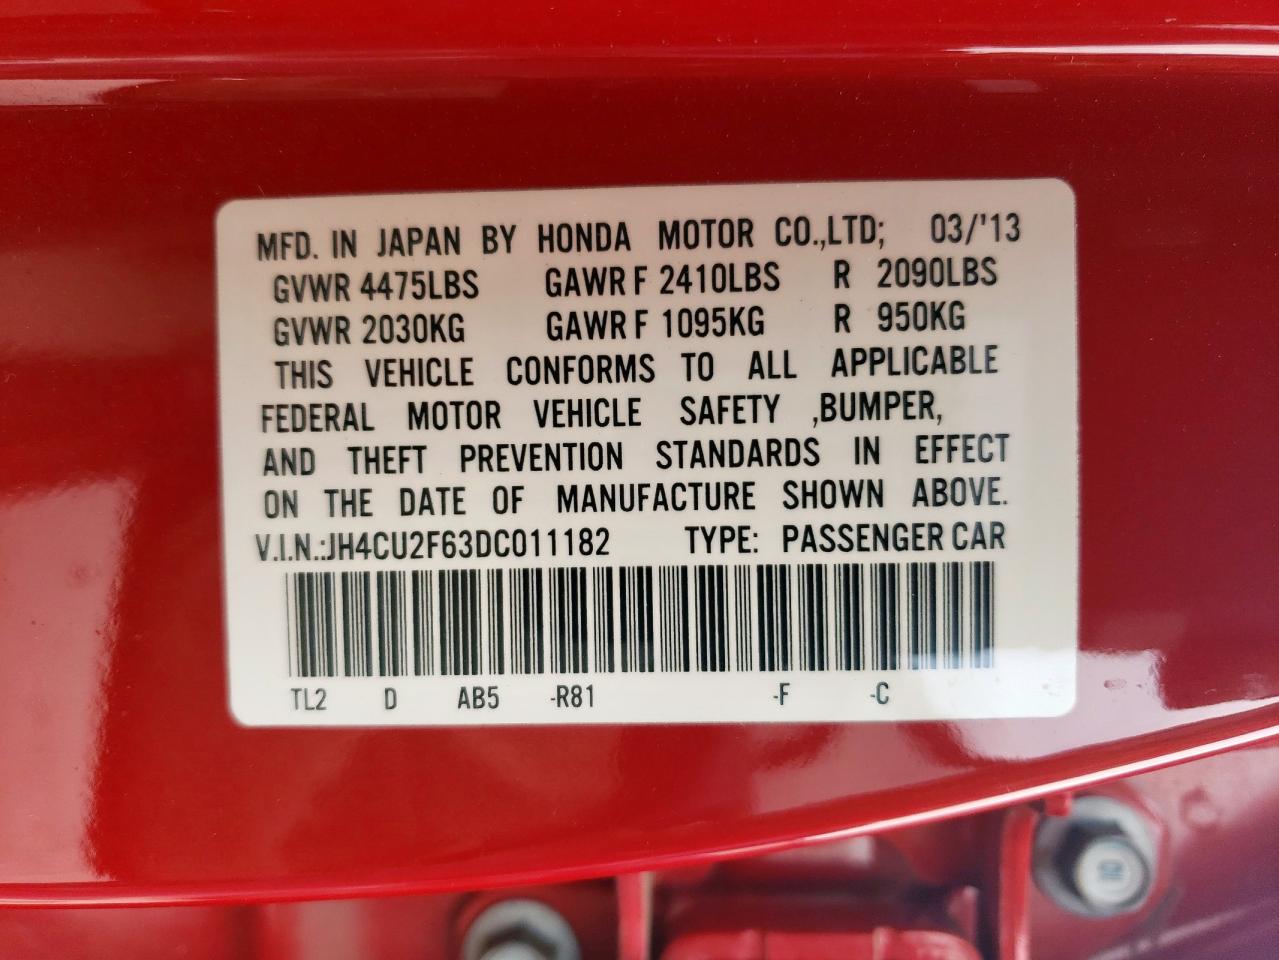 MFD. IN JAPAN BY HONDA MOTOR CO.,LTD; 03/'13
GVWR 4475LBS GAWR F 2410LBS R 2090LBS
GVWR 2030KG GAWR F 1095KG R 950KG
THIS VEHICLE CONFORMS TO ALL APPLICABLE
FEDERAL MOTOR VEHICLE SAFETY ,BUMPER,
AND THEFT PREVENTION STANDARDS IN EFFECT
ON THE DATE OF MANUFACTURE SHOWN ABOVE.
V.I.N.:JH4CU2F63DC011182 TYPE: PASSENGER CAR
TL2 D AB5 -R81 -F -C